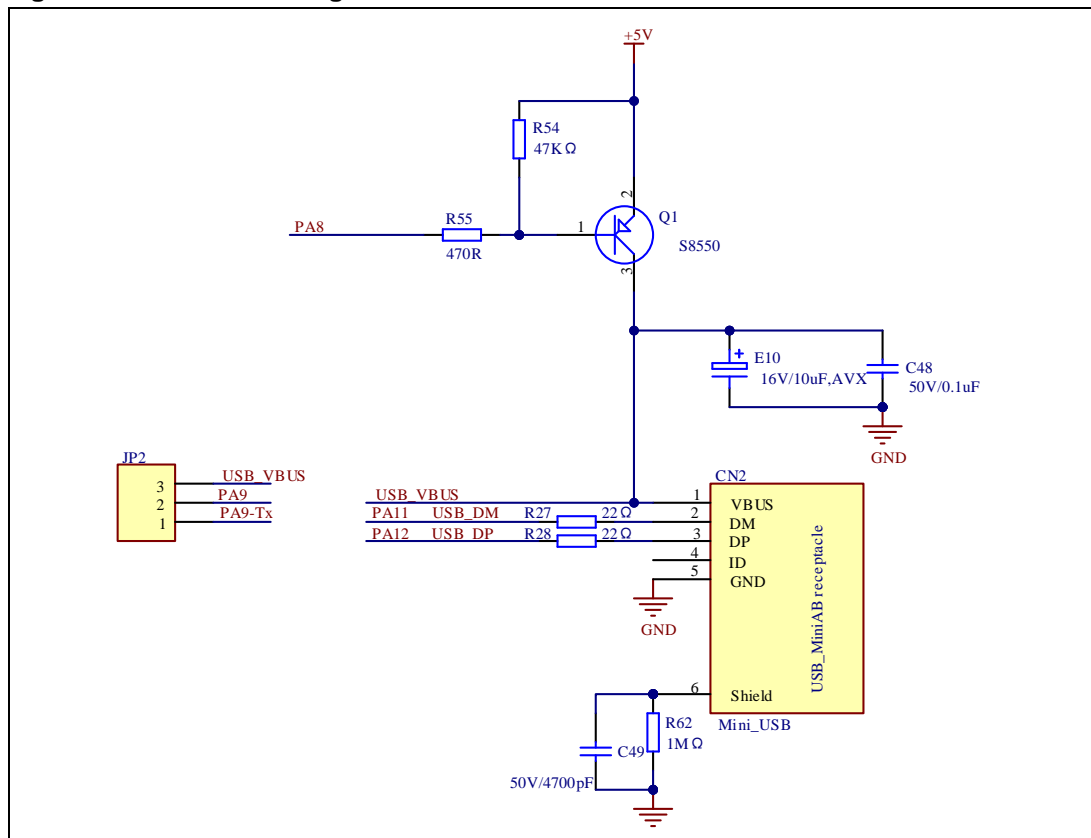 +5V
R54
47KΩ
2
Q1
PA8
R55
1
470R
S8550
3
E10
16V/10uF,AVX
C48
50V/0.1uF
GND
JP2
3 USB_VBUS
2 PA9
1 PA9-Tx
CN2
USB_VBUS 1 VBUS
PA11 USB_DM R27 22Ω 2 DM
PA12 USB_DP R28 22Ω 3 DP
4 ID
5 GND
GND
USB_MiniAB receptacle
6 Shield
Mini_USB
R62
1MΩ
C49
50V/4700pF